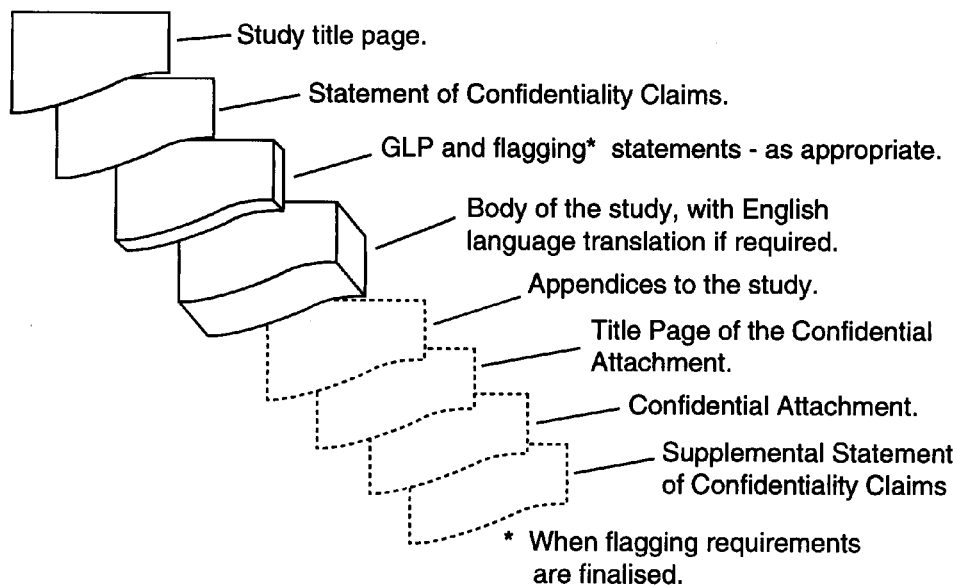 Study title page.
Statement of Confidentiality Claims.
GLP and flagging* statements - as appropriate.
Body of the study, with English
language translation if required.
Appendices to the study.
Title Page of the Confidential
Attachment.
Confidential Attachment.
Supplemental Statement
of Confidentiality Claims
* When flagging requirements
are finalised.